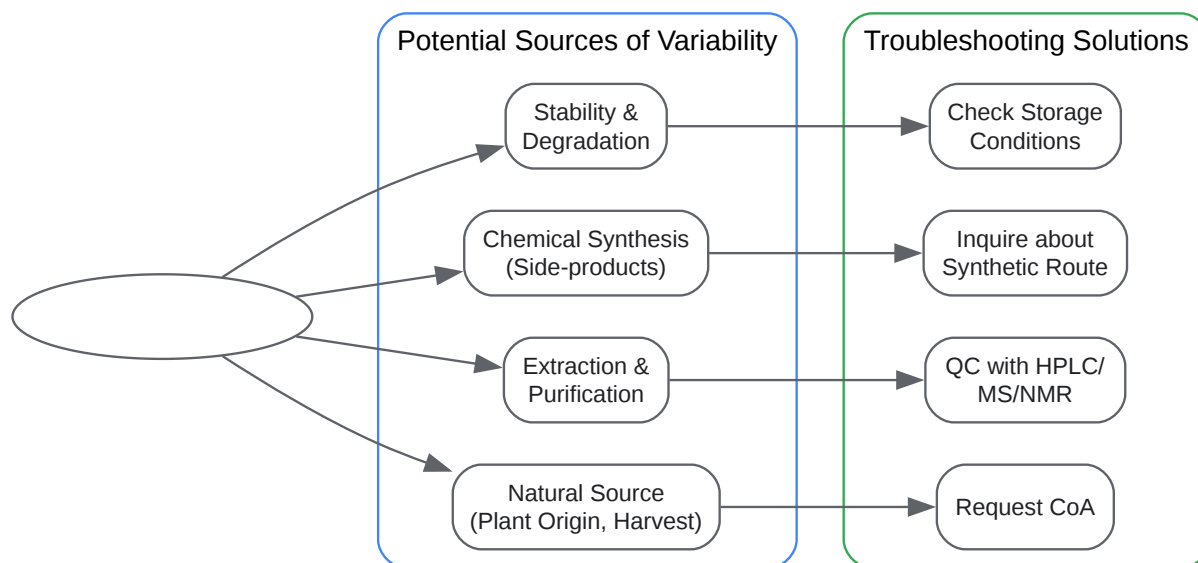 Potential Sources of Variability
Troubleshooting Solutions
Stability &
Degradation
Check Storage
Conditions
Chemical Synthesis
(Side-products)
Inquire about
Synthetic Route
Extraction &
Purification
QC with HPLC/
MS/NMR
Natural Source
(Plant Origin, Harvest)
Request CoA